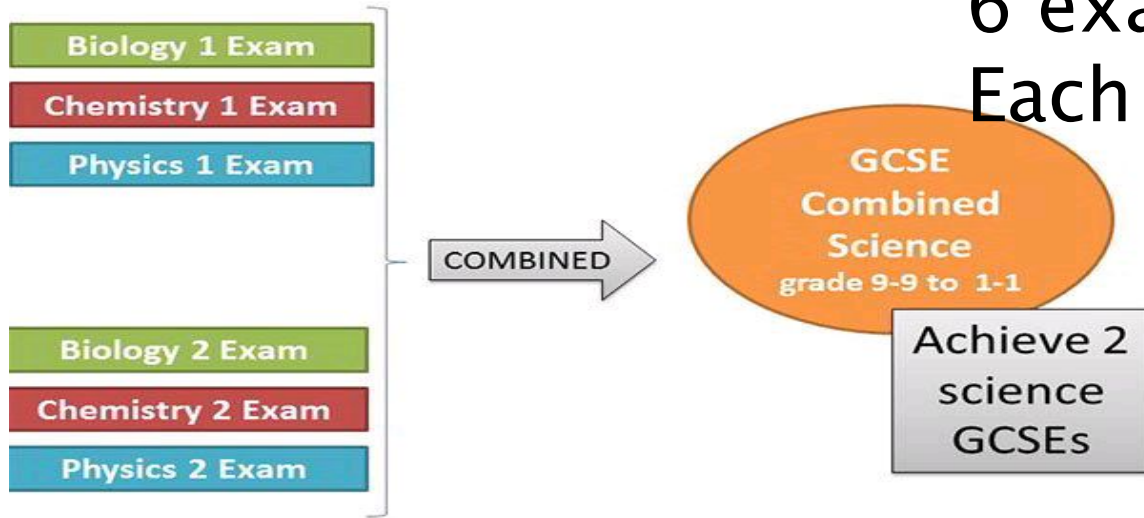 Biology 1 Exam
Chemistry 1 Exam
Physics 1 Exam
Biology 2 Exam
Chemistry 2 Exam
Physics 2 Exam
COMBINED
6
Each
GCSE
Combined
Science
grade 9-9 to 1-1
Achieve 2
science
GCSEs